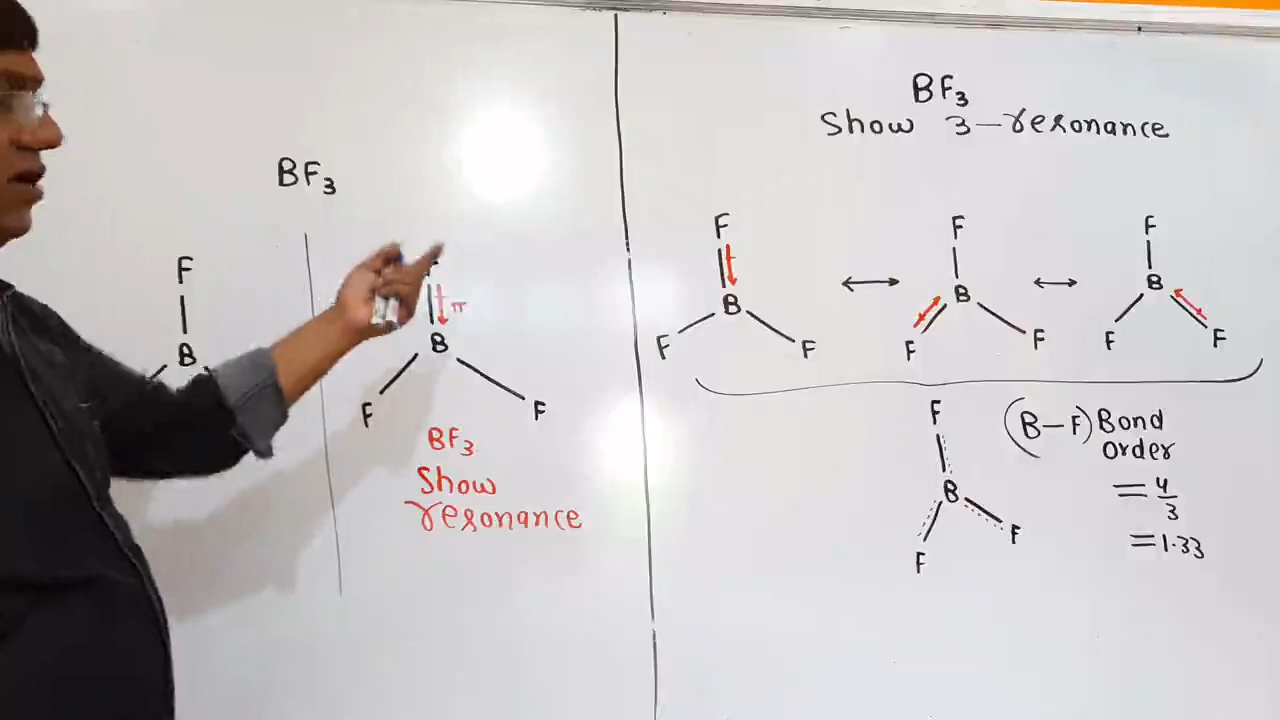 BF₃
F
B
F
π
B
F F
BF₃
Show
resonance
BF₃
Show 3-resonance
F
B
F F
↔
F
B
F F
↔
F
B
F F
F
B
F F
(B-F) Bond
order
= 4/3
= 1.33